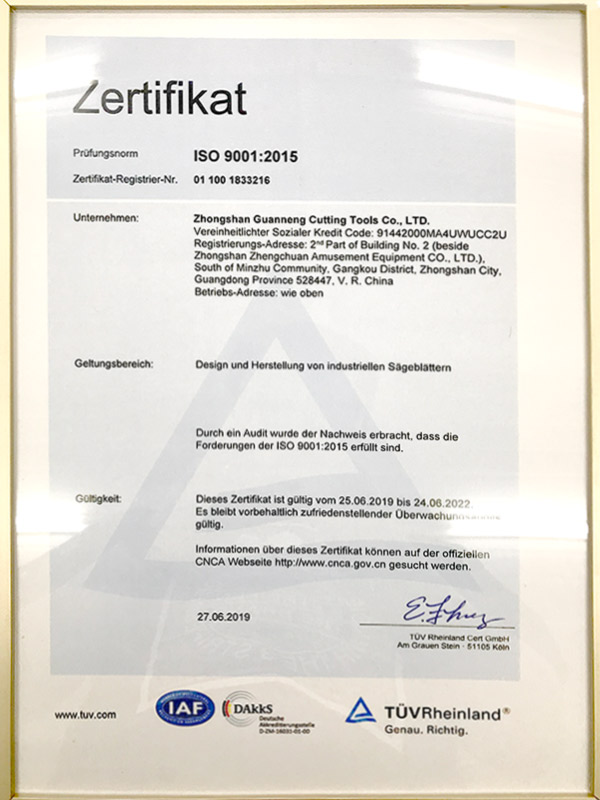 Zertifikat
Prüfungsnorm ISO 9001:2015
Zertifikat-Registrier-Nr. 01 100 1833216
Unternehmen: Zhongshan Guanneng Cutting Tools Co., LTD.
Vereinheitlichter Sozialer Kredit Code: 91442000MA4UWUCC2U
Registrierungs-Adresse: 2nd Part of Building No. 2 (beside
Zhongshan Zhengchuan Amusement Equipment CO., LTD.),
South of Minzhu Community, Gangkou District, Zhongshan City,
Guangdong Province 528447, V. R. China
Betriebs-Adresse: wie oben
Geltungsbereich: Design und Herstellung von industriellen Sägeblättern
Durch ein Audit wurde der Nachweis erbracht, dass die
Forderungen der ISO 9001:2015 erfüllt sind.
Gültigkeit: Dieses Zertifikat ist gültig vom 25.06.2019 bis 24.06.2022.
Es bleibt vorbehaltlich zufriedenstellender Überwachungsaudits
gültig.
Informationen über dieses Zertifikat können auf der offiziellen
CNCA Webseite http://www.cnca.gov.cn gesucht werden.
27.06.2019
TÜV Rheinland Cert GmbH
Am Grauen Stein · 51105 Köln
www.tuv.com
IAF
DAkkS
Deutsche
Akkreditierungsstelle
D-ZM-16031-01-00
TÜVRheinland®
Genau. Richtig.